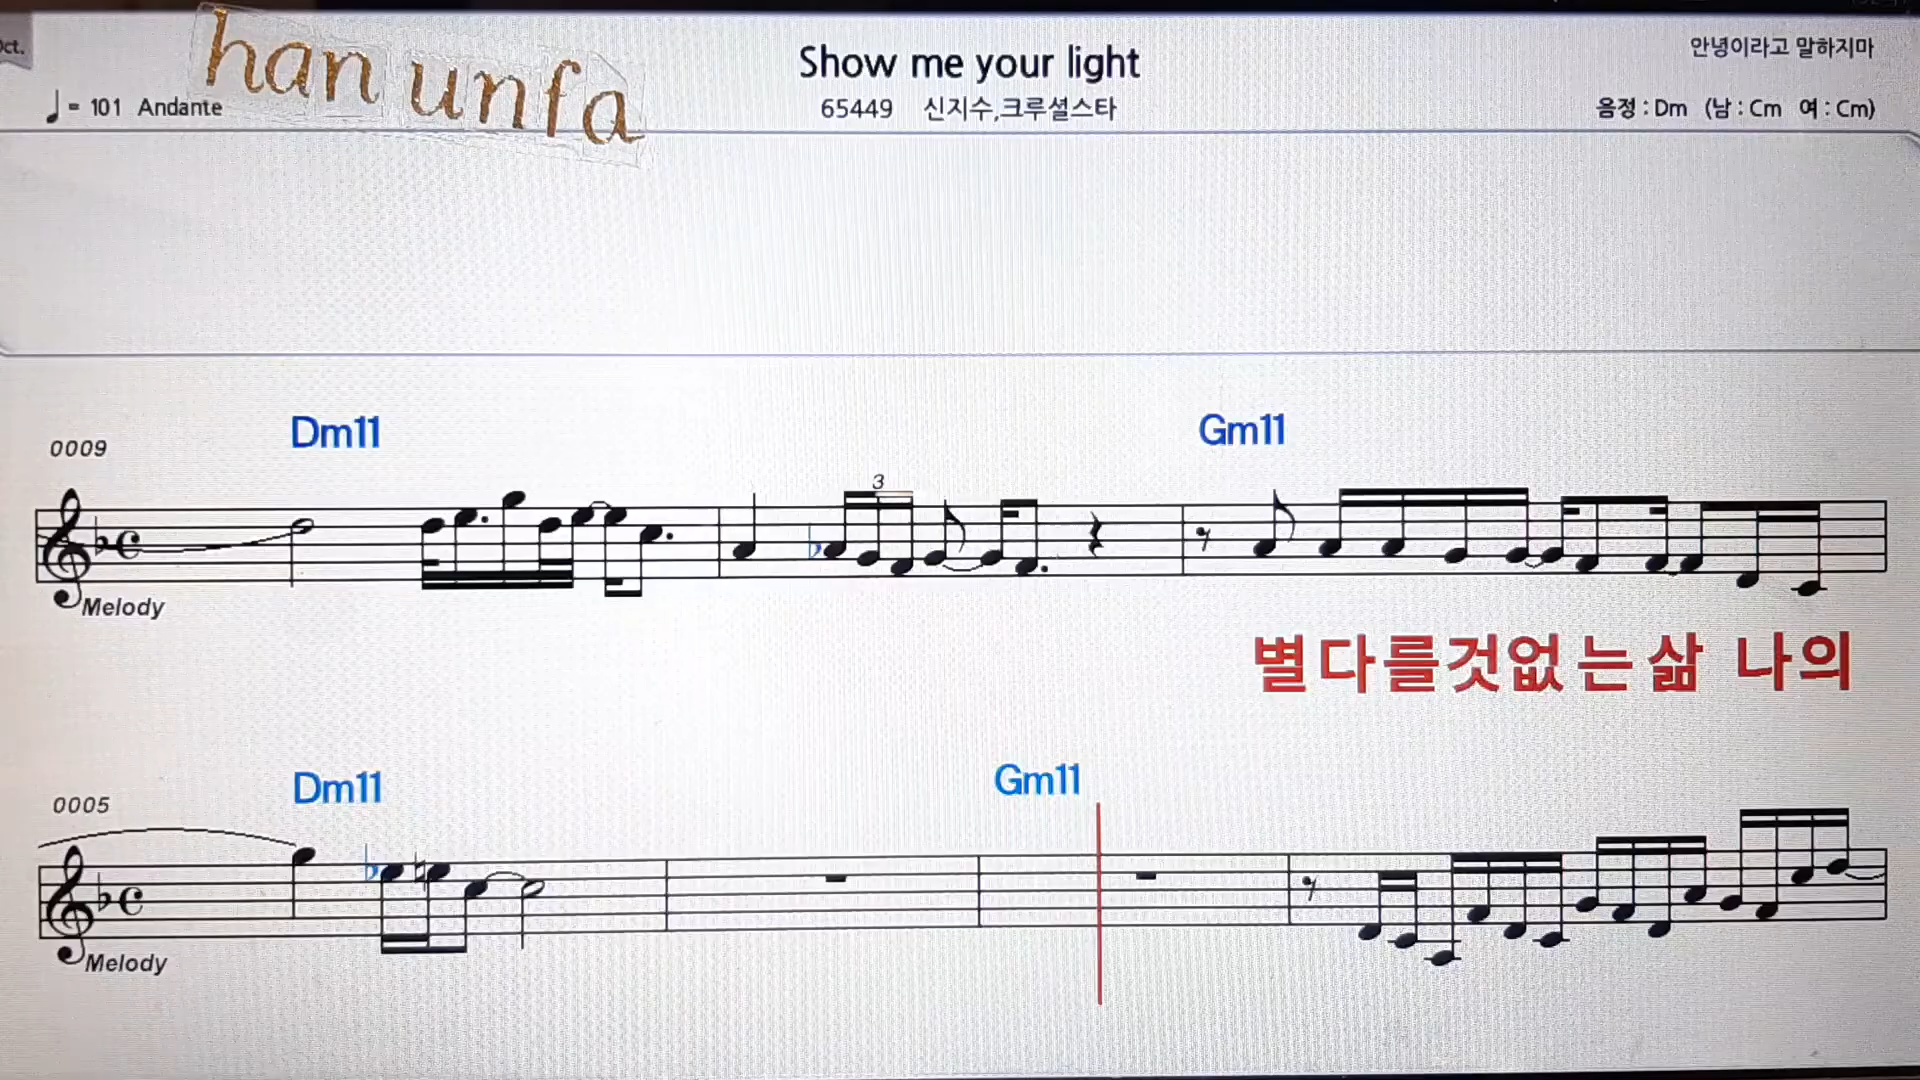 Oct.
han unfa
Show me your light
안녕이라고 말하지마
= 101 Andante
65449 신지수,크루셜스타
음정 : Dm (남 : Cm 여 : Cm)
0009
Dm11
Gm11
3
Melody
별다를것없는삶 나의
0005
Dm11
Gm11
Melody